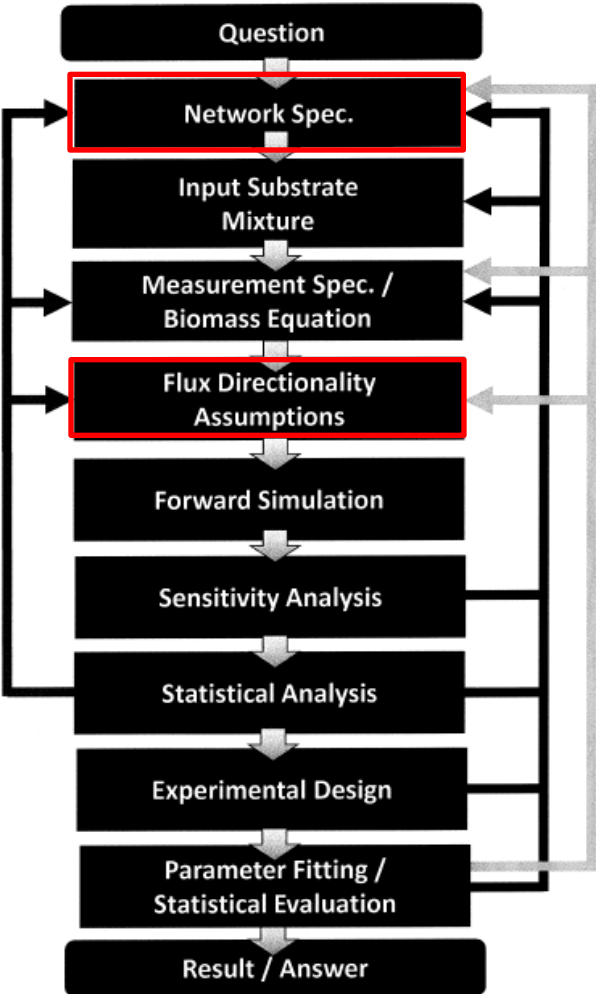 Question
Network Spec.
Input Substrate
Mixture
Measurement Spec. /
Biomass Equation
Flux Directionality
Assumptions
Forward Simulation
Sensitivity Analysis
Statistical Analysis
Experimental Design
Parameter Fitting /
Statistical Evaluation
Result / Answer